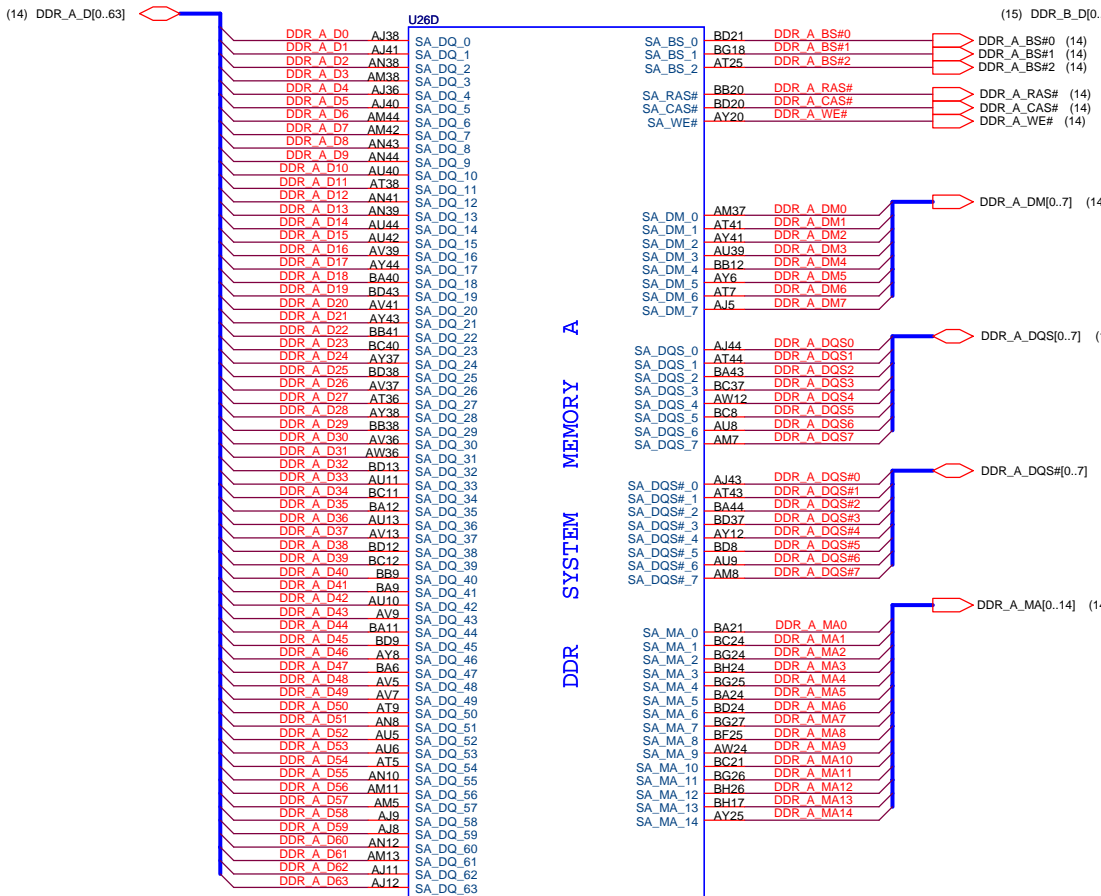 (14) DDR_A_D[0..63]
U26D
(15) DDR_B_D[0.
DDR_A_D0 AJ38 SA_DQ_0
DDR_A_D1 AJ41 SA_DQ_1
DDR_A_D2 AN38 SA_DQ_2
DDR_A_D3 AM38 SA_DQ_3
DDR_A_D4 AJ36 SA_DQ_4
DDR_A_D5 AJ40 SA_DQ_5
DDR_A_D6 AM44 SA_DQ_6
DDR_A_D7 AM42 SA_DQ_7
DDR_A_D8 AN43 SA_DQ_8
DDR_A_D9 AN44 SA_DQ_9
DDR_A_D10 AU40 SA_DQ_10
DDR_A_D11 AT38 SA_DQ_11
DDR_A_D12 AN41 SA_DQ_12
DDR_A_D13 AN39 SA_DQ_13
DDR_A_D14 AU44 SA_DQ_14
DDR_A_D15 AU42 SA_DQ_15
DDR_A_D16 AV39 SA_DQ_16
DDR_A_D17 AY44 SA_DQ_17
DDR_A_D18 BA40 SA_DQ_18
DDR_A_D19 BD43 SA_DQ_19
DDR_A_D20 AV41 SA_DQ_20
DDR_A_D21 AY43 SA_DQ_21
DDR_A_D22 BB41 SA_DQ_22
DDR_A_D23 BC40 SA_DQ_23
DDR_A_D24 AY37 SA_DQ_24
DDR_A_D25 BD38 SA_DQ_25
DDR_A_D26 AV37 SA_DQ_26
DDR_A_D27 AT36 SA_DQ_27
DDR_A_D28 AY38 SA_DQ_28
DDR_A_D29 BB38 SA_DQ_29
DDR_A_D30 AV36 SA_DQ_30
DDR_A_D31 AW36 SA_DQ_31
DDR_A_D32 BD13 SA_DQ_32
DDR_A_D33 AU11 SA_DQ_33
DDR_A_D34 BC11 SA_DQ_34
DDR_A_D35 BA12 SA_DQ_35
DDR_A_D36 AU13 SA_DQ_36
DDR_A_D37 AV13 SA_DQ_37
DDR_A_D38 BD12 SA_DQ_38
DDR_A_D39 BC12 SA_DQ_39
DDR_A_D40 BB9 SA_DQ_40
DDR_A_D41 BA9 SA_DQ_41
DDR_A_D42 AU10 SA_DQ_42
DDR_A_D43 AV9 SA_DQ_43
DDR_A_D44 BA11 SA_DQ_44
DDR_A_D45 BD9 SA_DQ_45
DDR_A_D46 AY8 SA_DQ_46
DDR_A_D47 BA6 SA_DQ_47
DDR_A_D48 AV5 SA_DQ_48
DDR_A_D49 AV7 SA_DQ_49
DDR_A_D50 AT9 SA_DQ_50
DDR_A_D51 AN8 SA_DQ_51
DDR_A_D52 AU5 SA_DQ_52
DDR_A_D53 AU6 SA_DQ_53
DDR_A_D54 AT5 SA_DQ_54
DDR_A_D55 AN10 SA_DQ_55
DDR_A_D56 AM11 SA_DQ_56
DDR_A_D57 AM5 SA_DQ_57
DDR_A_D58 AJ9 SA_DQ_58
DDR_A_D59 AJ8 SA_DQ_59
DDR_A_D60 AN12 SA_DQ_60
DDR_A_D61 AM13 SA_DQ_61
DDR_A_D62 AJ11 SA_DQ_62
DDR_A_D63 AJ12 SA_DQ_63
DDR SYSTEM MEMORY A
SA_BS_0 BD21 DDR_A_BS#0 DDR_A_BS#0 (14)
SA_BS_1 BG18 DDR_A_BS#1 DDR_A_BS#1 (14)
SA_BS_2 AT25 DDR_A_BS#2 DDR_A_BS#2 (14)
SA_RAS# BB20 DDR_A_RAS# DDR_A_RAS# (14)
SA_CAS# BD20 DDR_A_CAS# DDR_A_CAS# (14)
SA_WE# AY20 DDR_A_WE# DDR_A_WE# (14)
DDR_A_DM[0..7] (14
SA_DM_0 AM37 DDR_A_DM0
SA_DM_1 AT41 DDR_A_DM1
SA_DM_2 AY41 DDR_A_DM2
SA_DM_3 AU39 DDR_A_DM3
SA_DM_4 BB12 DDR_A_DM4
SA_DM_5 AY6 DDR_A_DM5
SA_DM_6 AT7 DDR_A_DM6
SA_DM_7 AJ5 DDR_A_DM7
DDR_A_DQS[0..7] (
SA_DQS_0 AJ44 DDR_A_DQS0
SA_DQS_1 AT44 DDR_A_DQS1
SA_DQS_2 BA43 DDR_A_DQS2
SA_DQS_3 BC37 DDR_A_DQS3
SA_DQS_4 AW12 DDR_A_DQS4
SA_DQS_5 BC8 DDR_A_DQS5
SA_DQS_6 AU8 DDR_A_DQS6
SA_DQS_7 AM7 DDR_A_DQS7
DDR_A_DQS#[0..7]
SA_DQS#_0 AJ43 DDR_A_DQS#0
SA_DQS#_1 AT43 DDR_A_DQS#1
SA_DQS#_2 BA44 DDR_A_DQS#2
SA_DQS#_3 BD37 DDR_A_DQS#3
SA_DQS#_4 AY12 DDR_A_DQS#4
SA_DQS#_5 BD8 DDR_A_DQS#5
SA_DQS#_6 AU9 DDR_A_DQS#6
SA_DQS#_7 AM8 DDR_A_DQS#7
DDR_A_MA[0..14] (14
SA_MA_0 BA21 DDR_A_MA0
SA_MA_1 BC24 DDR_A_MA1
SA_MA_2 BG24 DDR_A_MA2
SA_MA_3 BH24 DDR_A_MA3
SA_MA_4 BG25 DDR_A_MA4
SA_MA_5 BA24 DDR_A_MA5
SA_MA_6 BD24 DDR_A_MA6
SA_MA_7 BG27 DDR_A_MA7
SA_MA_8 BF25 DDR_A_MA8
SA_MA_9 AW24 DDR_A_MA9
SA_MA_10 BC21 DDR_A_MA10
SA_MA_11 BG26 DDR_A_MA11
SA_MA_12 BH26 DDR_A_MA12
SA_MA_13 BH17 DDR_A_MA13
SA_MA_14 AY25 DDR_A_MA14